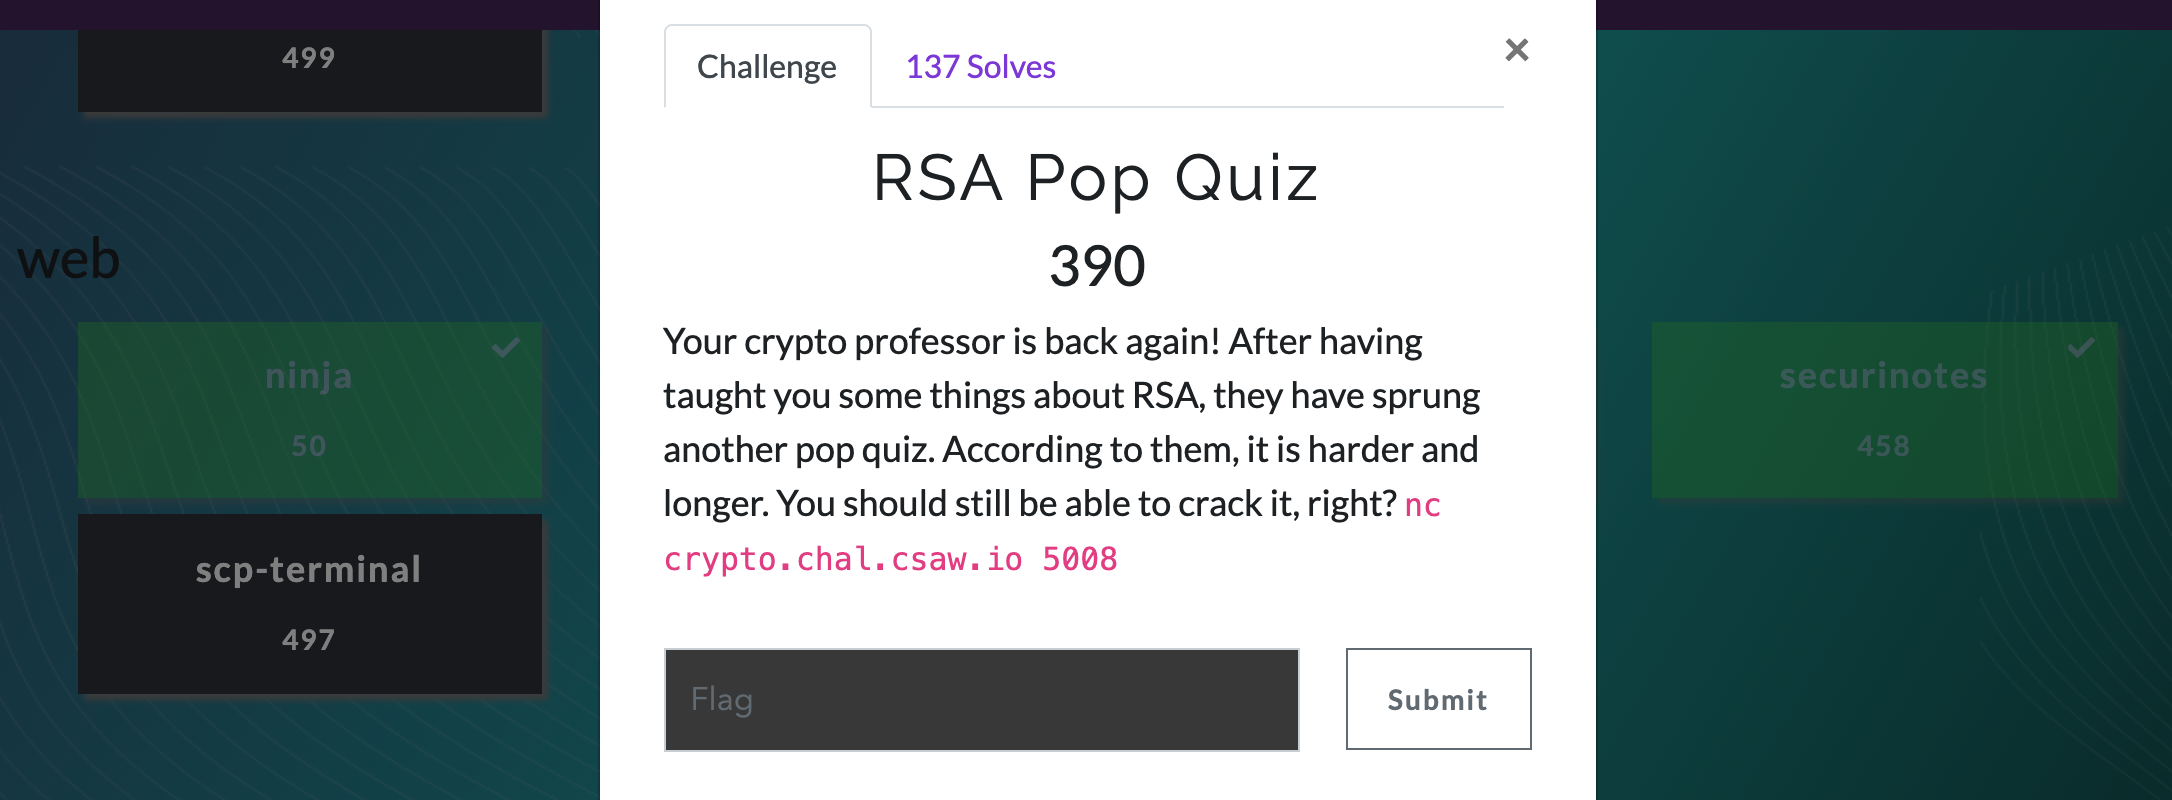 499
Challenge
137 Solves
×
RSA Pop Quiz
390
Your crypto professor is back again! After having
taught you some things about RSA, they have sprung
another pop quiz. According to them, it is harder and
longer. You should still be able to crack it, right? nc
crypto.chal.csaw.io 5008
Flag
Submit
web
ninja
50
scp-terminal
497
securinotes
458